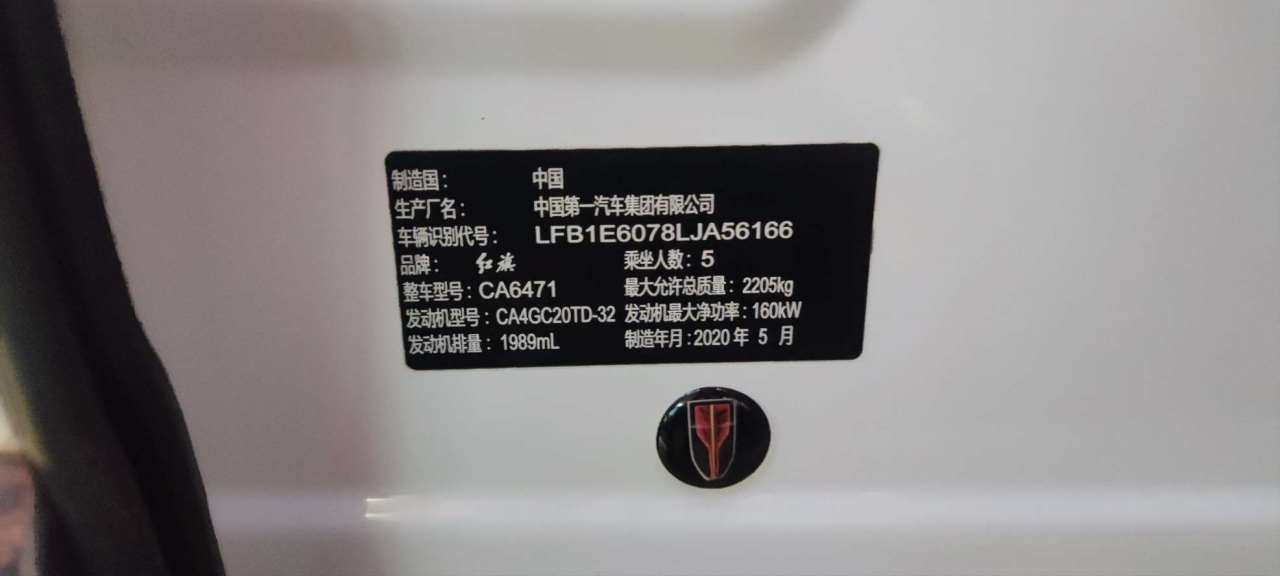 制造国： 中国
生产厂名： 中国第一汽车集团有限公司
车辆识别代号： LFB1E6078LJA56166
品牌： 红旗 乘坐人数：5
整车型号：CA6471 最大允许总质量：2205kg
发动机型号：CA4GC20TD-32 发动机最大净功率：160kW
发动机排量：1989mL 制造年月：2020年 5 月